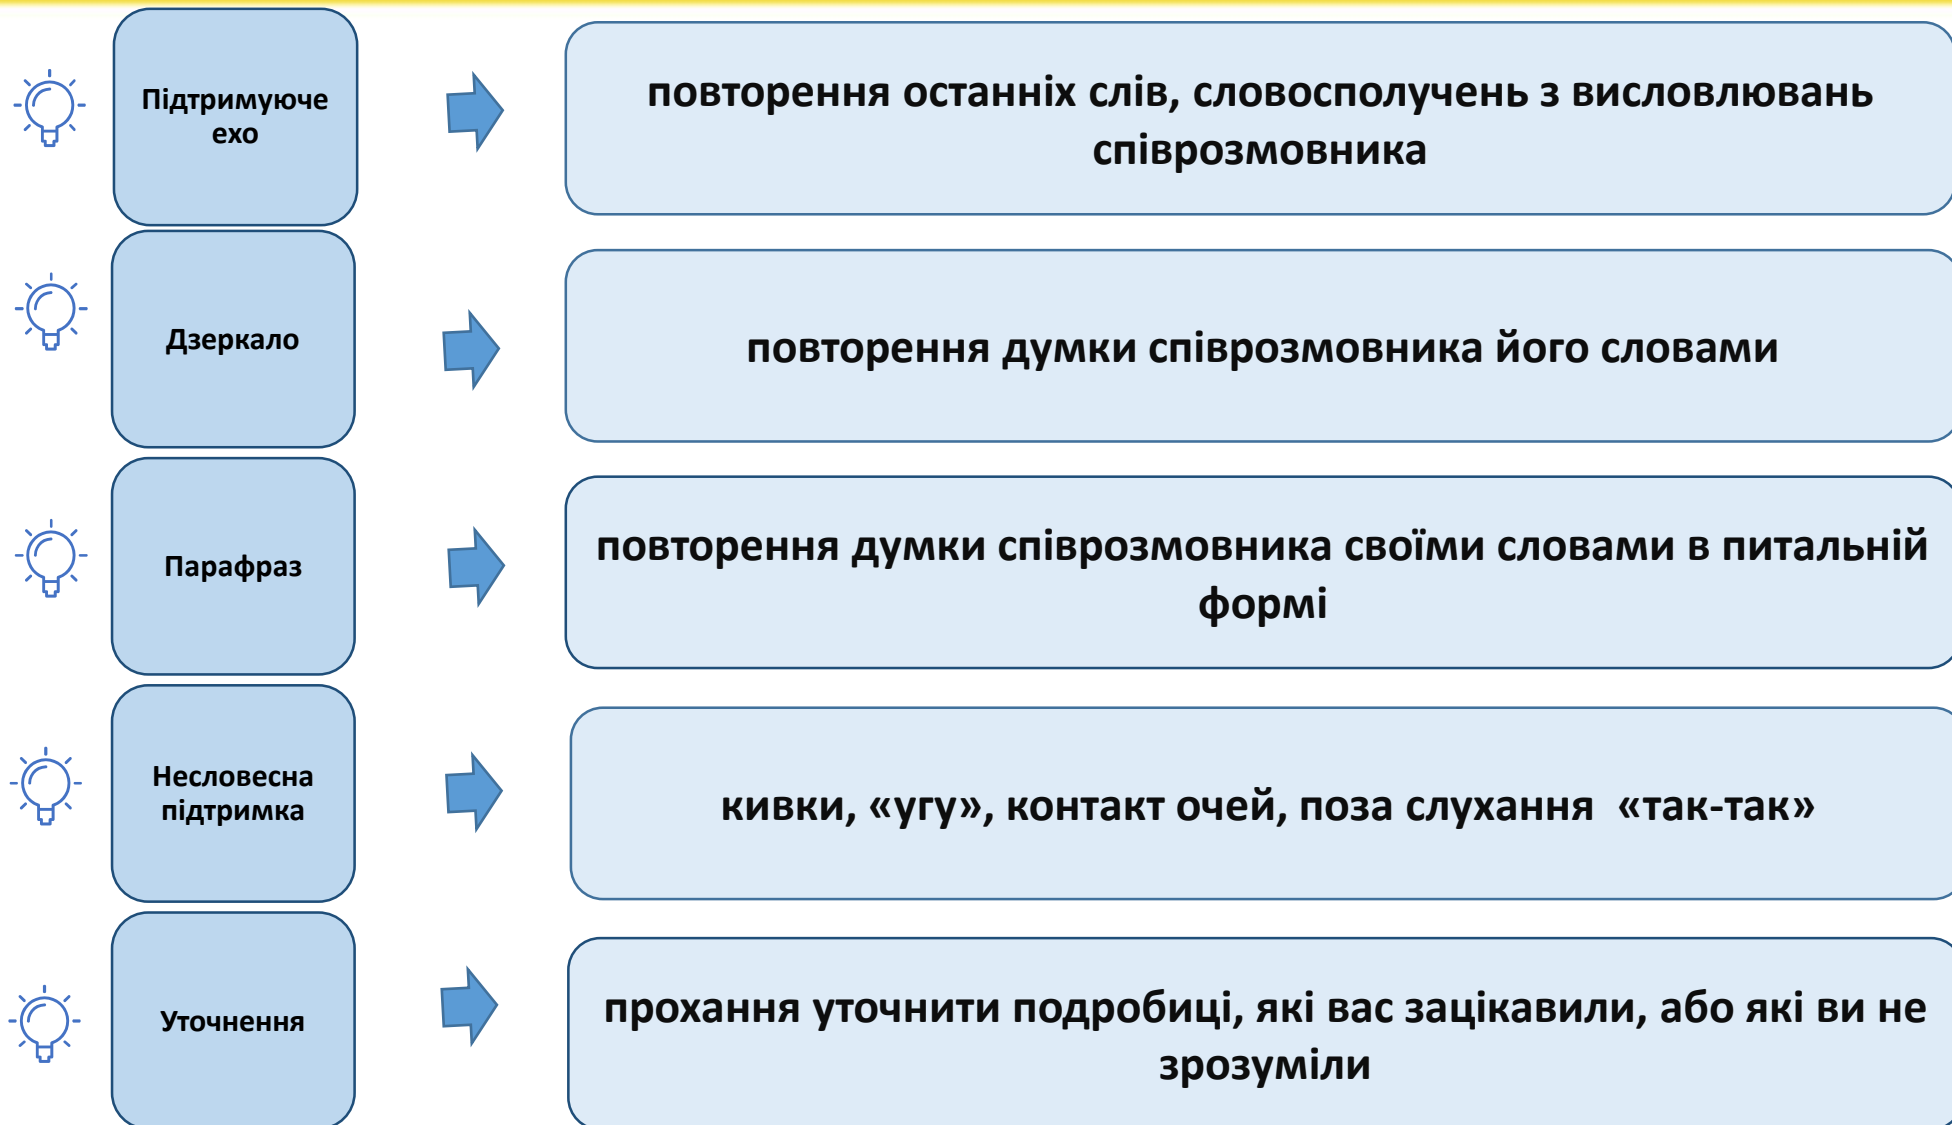 Підтримуюче
ехо
повторення останніх слів, словосполучень з висловлювань
співрозмовника
Дзеркало
повторення думки співрозмовника його словами
Парафраз
повторення думки співрозмовника своїми словами в питальній
формі
Несловесна
підтримка
кивки, «угу», контакт очей, поза слухання «так-так»
Уточнення
прохання уточнити подробиці, які вас зацікавили, або які ви не
зрозуміли